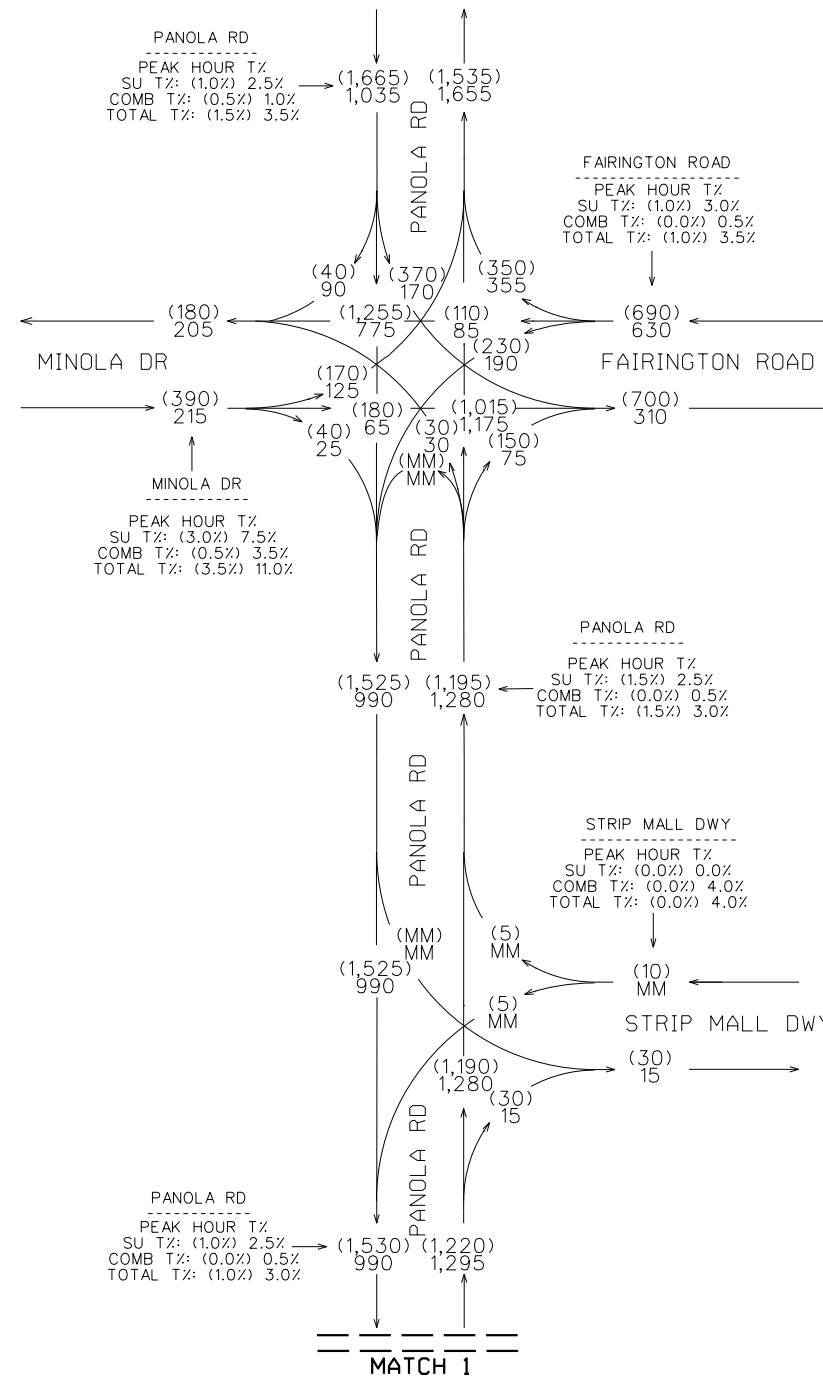 PANOLA RD
PEAK HOUR T%
SU T%: (1.0%) 2.5%
COMB T%: (0.5%) 1.0%
TOTAL T%: (1.5%) 3.5%
(1,665) (1,535)
1,035 1,655
PANOLA RD
FAIRINGTON ROAD
PEAK HOUR T%
SU T%: (1.0%) 3.0%
COMB T%: (0.0%) 0.5%
TOTAL T%: (1.0%) 3.5%
(40)
90
(370)
170
(350)
355
(180)
205
(1,255)
775
(110)
85
(690)
630
(230)
190
MINOLA DR
FAIRINGTON ROAD
(170)
125
(390)
215
(180)
65
(30)
30
(1,015)
1,175
(700)
310
(40)
25
(150)
75
(MM)
MM
MINOLA DR
PEAK HOUR T%
SU T%: (3.0%) 7.5%
COMB T%: (0.5%) 3.5%
TOTAL T%: (3.5%) 11.0%
PANOLA RD
PANOLA RD
PEAK HOUR T%
SU T%: (1.5%) 2.5%
COMB T%: (0.0%) 0.5%
TOTAL T%: (1.5%) 3.0%
(1,525) (1,195)
990 1,280
PANOLA RD
STRIP MALL DWY
PEAK HOUR T%
SU T%: (0.0%) 0.0%
COMB T%: (0.0%) 4.0%
TOTAL T%: (0.0%) 4.0%
(MM)
MM
(5)
MM
(1,525)
990
(10)
MM
(5)
MM
STRIP MALL DWY
(1,190)
1,280
(30)
15
(30)
15
PANOLA RD
PANOLA RD
PEAK HOUR T%
SU T%: (1.0%) 2.5%
COMB T%: (0.0%) 0.5%
TOTAL T%: (1.0%) 3.0%
(1,530) (1,220)
990 1,295
MATCH 1